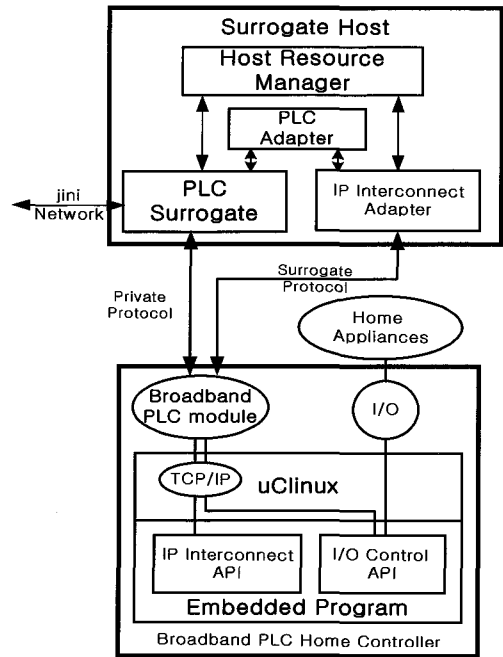 Surrogate Host
Host Resource
Manager
PLC
Adapter
jini
Network
PLC
Surrogate
IP Interconnect
Adapter
Private
Protocol
Surrogate
Protocol
Home
Appliances
Broadband
PLC module
I/O
TCP/IP
uClinux
IP Interconnect
API
I/O Control
API
Embedded Program
Broadband PLC Home Controller